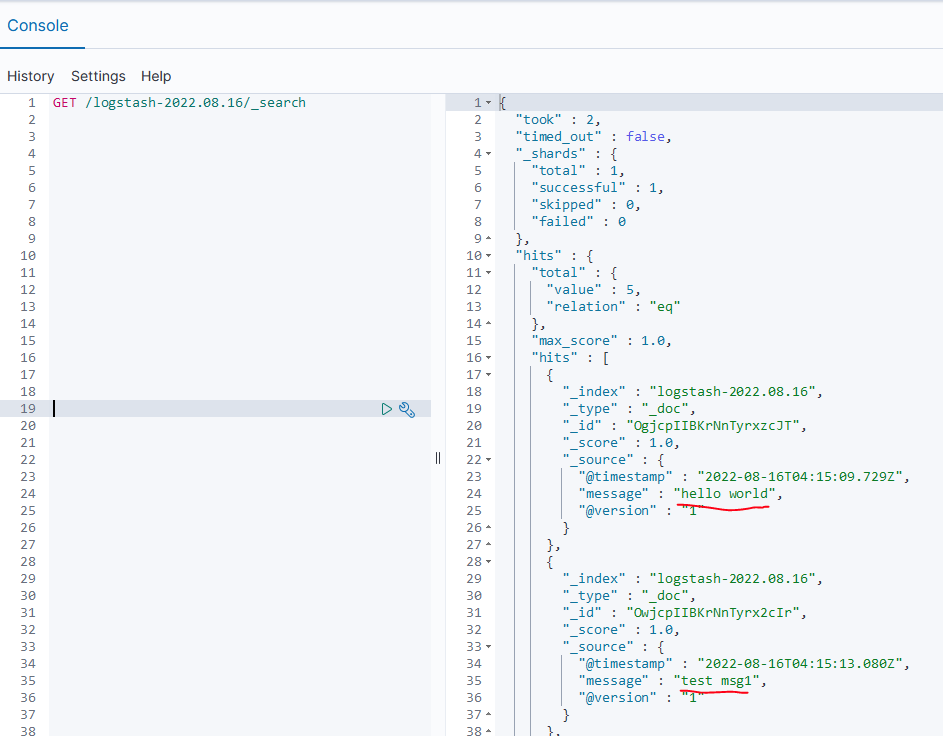 Console
History Settings Help
1 GET /logstash-2022.08.16/_search
2
3
4
5
6
7
8
9
10
11
12
13
14
15
16
17
18
19
20
21
22
23
24
25
26
27
28
29
30
31
32
33
34
35
36
37
38
1 {
2 "took" : 2,
3 "timed_out" : false,
4 "_shards" : {
5 "total" : 1,
6 "successful" : 1,
7 "skipped" : 0,
8 "failed" : 0
9 },
10 "hits" : {
11 "total" : {
12 "value" : 5,
13 "relation" : "eq"
14 },
15 "max_score" : 1.0,
16 "hits" : [
17 {
18 "_index" : "logstash-2022.08.16",
19 "_type" : "_doc",
20 "_id" : "OgjcpIIBKrNnTyrxzcJT",
21 "_score" : 1.0,
22 "_source" : {
23 "@timestamp" : "2022-08-16T04:15:09.729Z",
24 "message" : "hello world",
25 "@version" : "1"
26 }
27 },
28 {
29 "_index" : "logstash-2022.08.16",
30 "_type" : "_doc",
31 "_id" : "OwjcpIIBKrNnTyrx2cIr",
32 "_score" : 1.0,
33 "_source" : {
34 "@timestamp" : "2022-08-16T04:15:13.080Z",
35 "message" : "test msg1",
36 "@version" : "1"
37 }
38 },